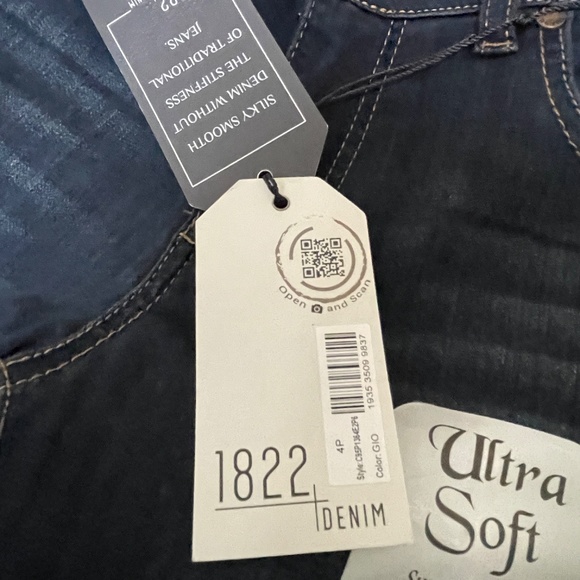 SILKY SMOOTH
DENIM WITHOUT
THE STIFFNESS
OF TRADITIONAL
JEANS.
Open and Scan
1935 3509 9837
4P
Color: GIO
1822
DENIM
Ultra
Soft